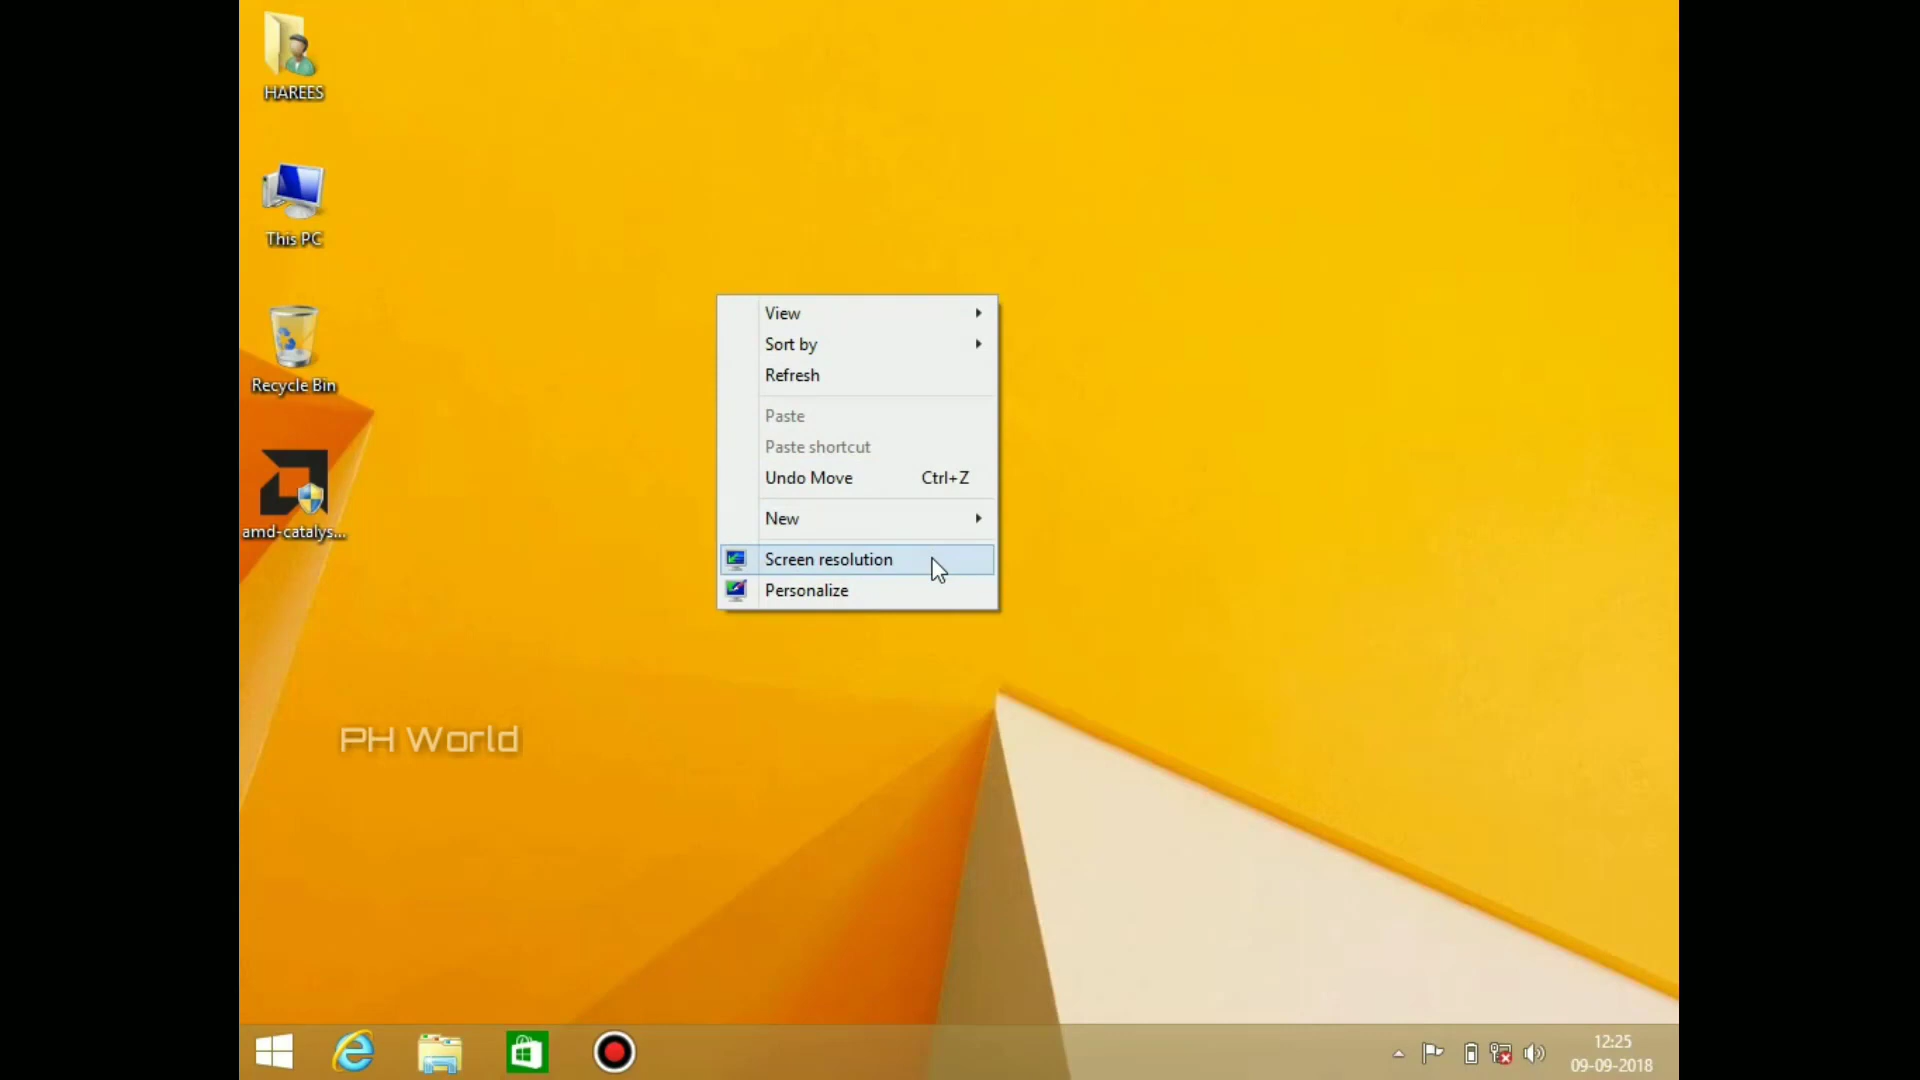 HAREES
This PC
Recycle Bin
amd-catalys...
View
Sort by
Refresh
Paste
Paste shortcut
Undo Move Ctrl+Z
New
Screen resolution
Personalize
PH World
12:25
09-09-2018